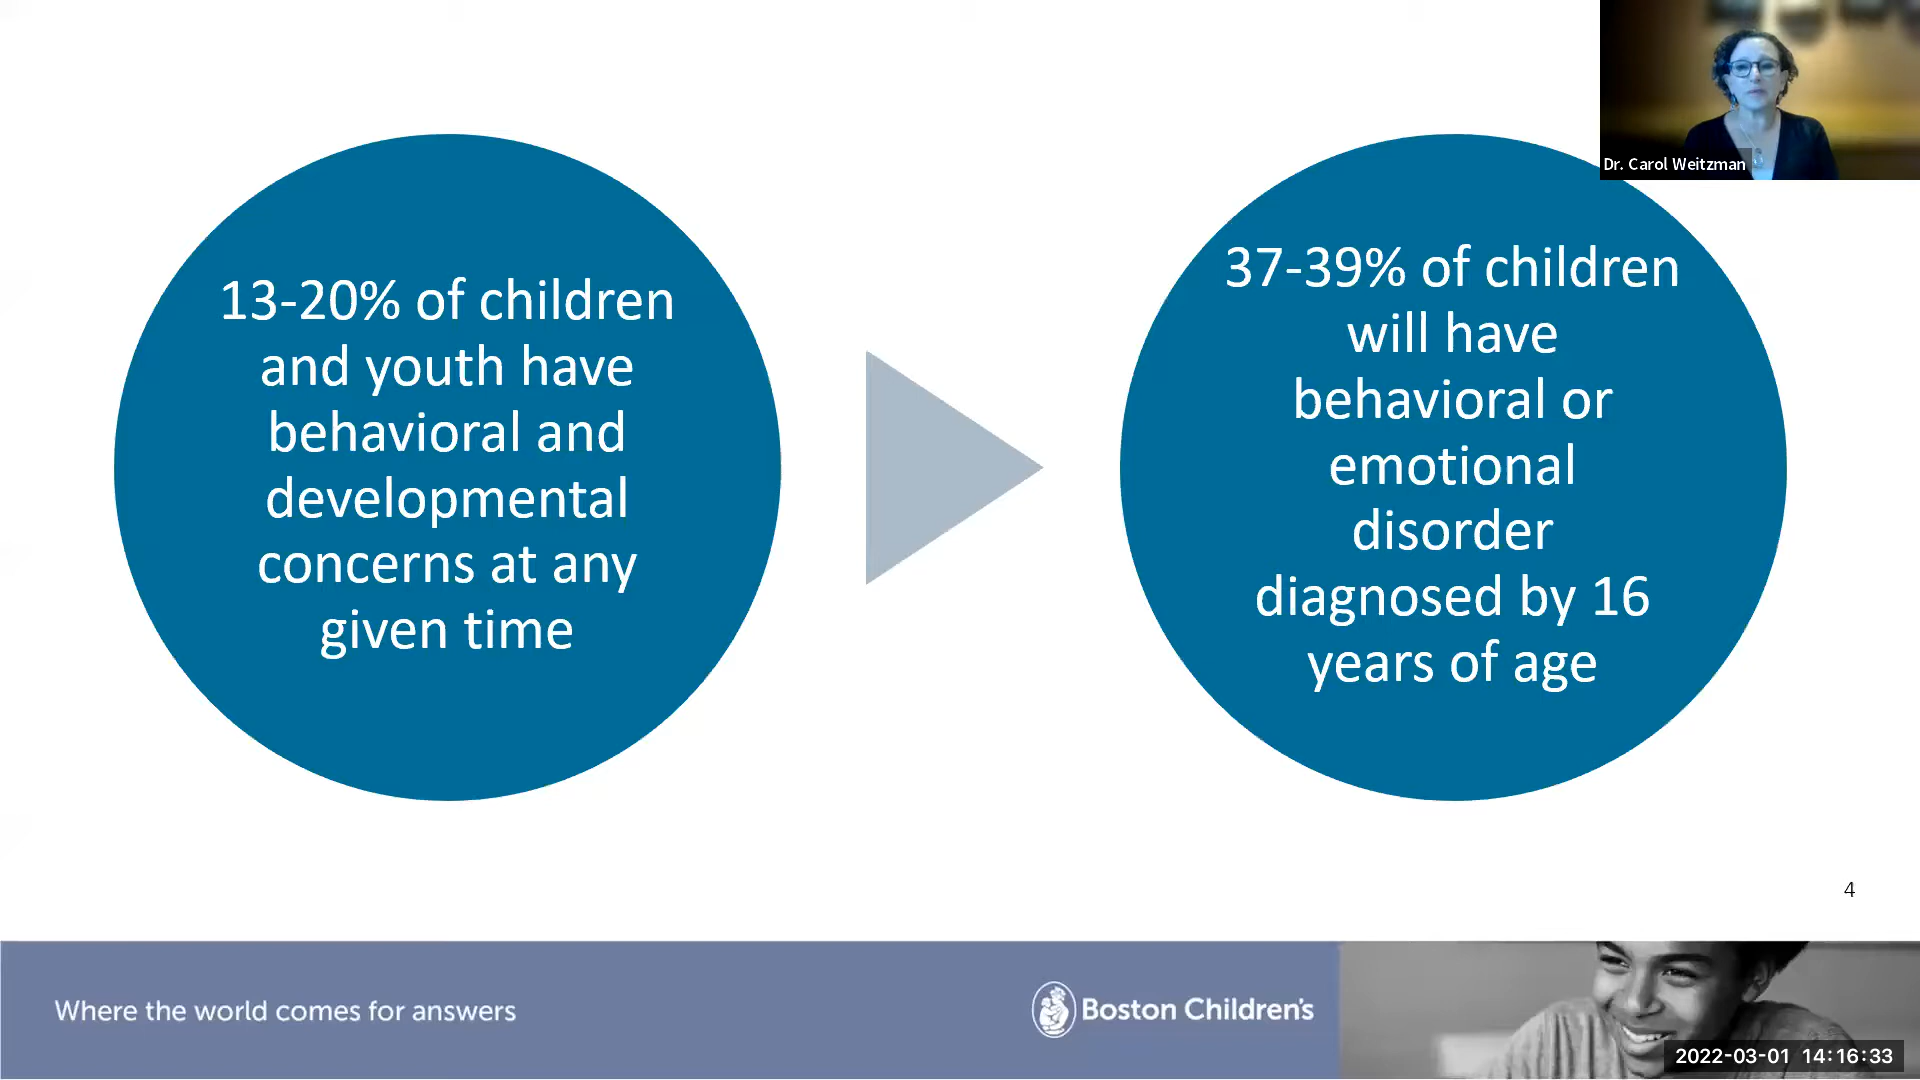 Dr. Carol Weitzman
13-20% of children
and youth have
behavioral and
developmental
concerns at any
given time
37-39% of children
will have
behavioral or
emotional
disorder
diagnosed by 16
years of age
4
Where the world comes for answers
Boston Children's
2022-03-01 14:16:33